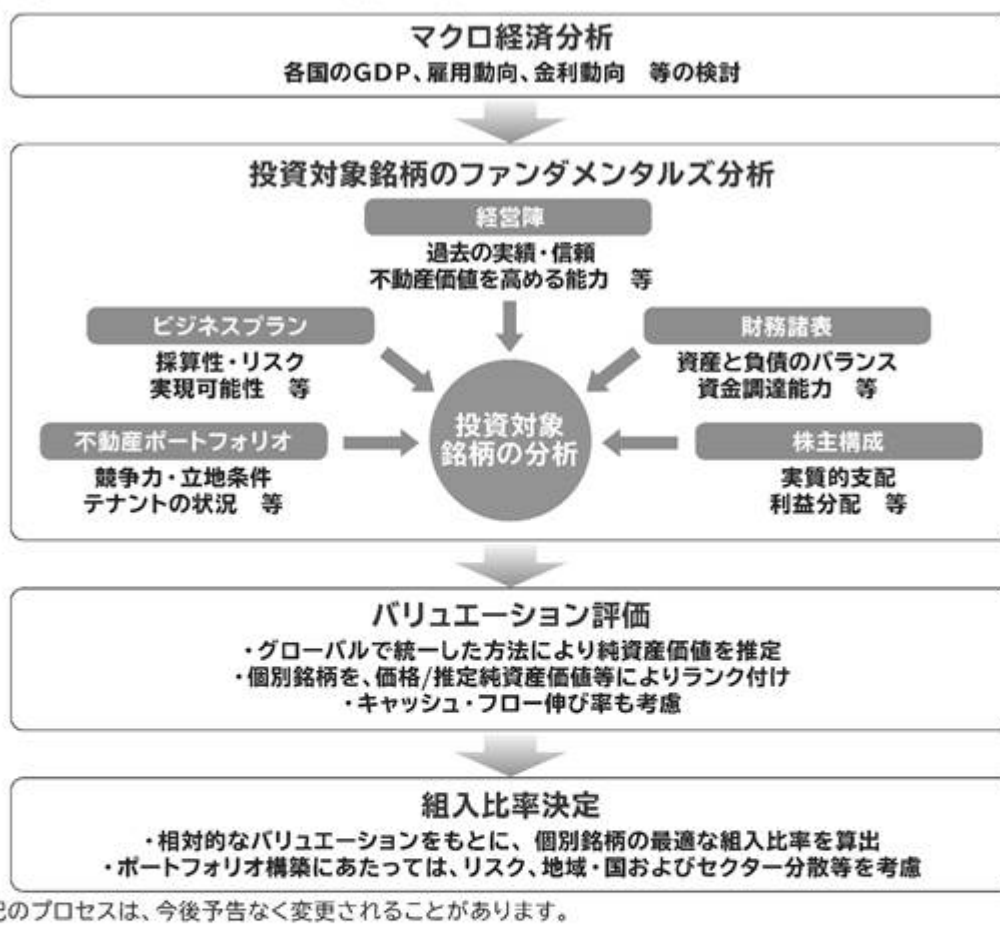 マクロ経済分析
各国のGDP、雇用動向、金利動向　等の検討
投資対象銘柄のファンダメンタルズ分析
経営陣
過去の実績・信頼
不動産価値を高める能力　等
ビジネスプラン
採算性・リスク
実現可能性　等
財務諸表
資産と負債のバランス
資金調達能力　等
不動産ポートフォリオ
競争力・立地条件
テナントの状況　等
投資対象
銘柄の分析
株主構成
実質的支配
利益分配　等
バリュエーション評価
・グローバルで統一した方法により純資産価値を推定
・個別銘柄を、価格/推定純資産価値等によりランク付け
・キャッシュ・フロー伸び率も考慮
組入比率決定
・相対的なバリュエーションをもとに、個別銘柄の最適な組入比率を算出
・ポートフォリオ構築にあたっては、リスク、地域・国およびセクター分散等を考慮
記のプロセスは、今後予告なく変更されることがあります。